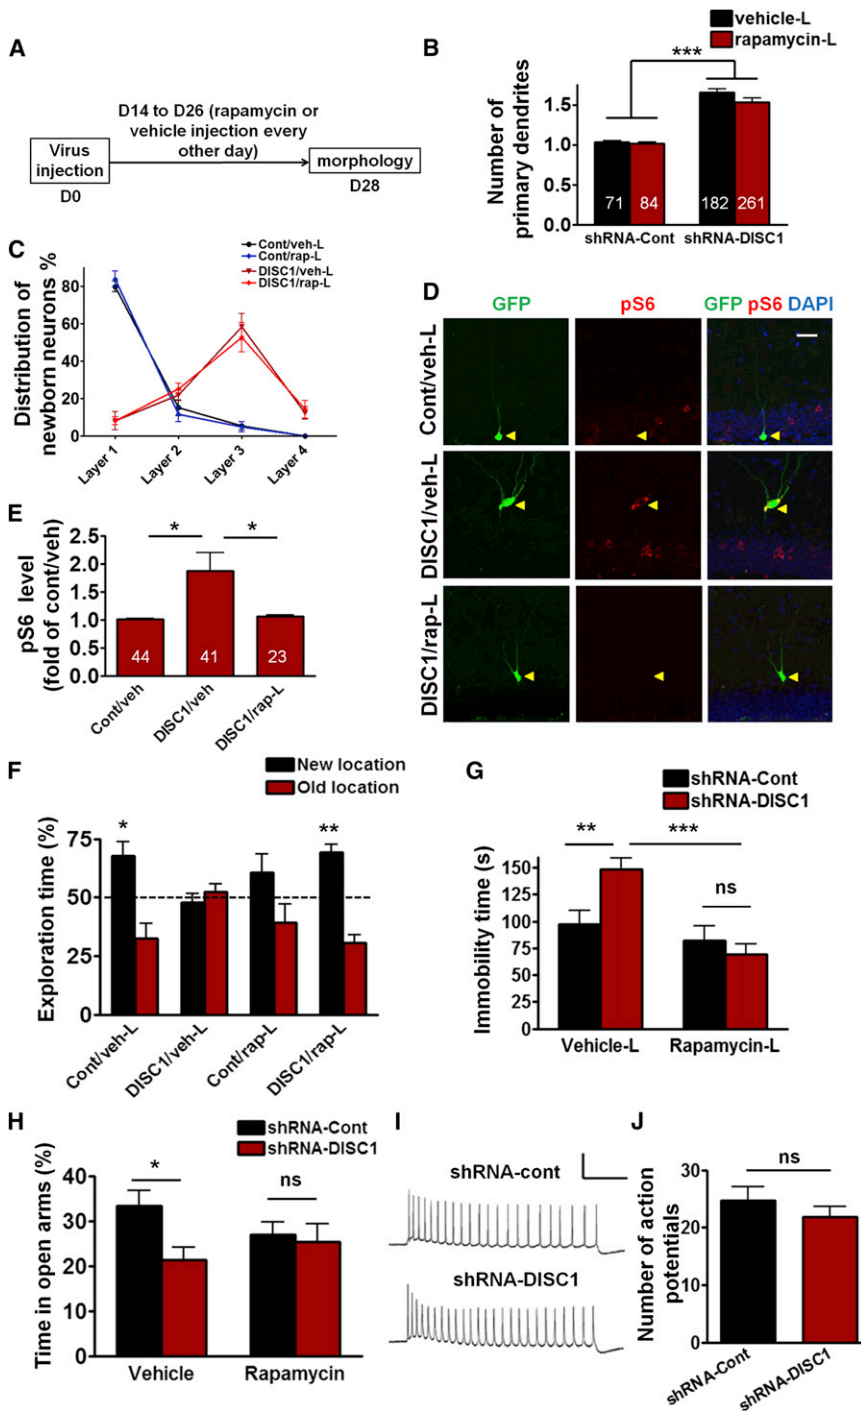 A
D14 to D26 (rapamycin or
vehicle injection every
other day)
Virus
injection
D0
morphology
D28
B
vehicle-L
rapamycin-L
***
Number of
primary dendrites
1.5
1.0
0.5
0.0
71 84 182 261
shRNA-Cont shRNA-DISC1
C
Cont/veh-L
Cont/rap-L
DISC1/veh-L
DISC1/rap-L
Distribution of
newborn neurons %
80
60
40
20
0
Layer 1 Layer 2 Layer 3 Layer 4
D
GFP pS6 GFP pS6 DAPI
Cont/veh-L
DISC1/veh-L
DISC1/rap-L
E
pS6 level
(fold of cont/veh)
2.5
2.0
1.5
1.0
0.5
0.0
* *
44 41 23
Cont/veh DISC1/veh DISC1/rap-L
F
New location
Old location
Exploration time (%)
75
50
25
0
* **
Cont/veh-L DISC1/veh-L Cont/rap-L DISC1/rap-L
G
shRNA-Cont
shRNA-DISC1
Immobility time (s)
150
125
100
75
50
25
0
** *** ns
Vehicle-L Rapamycin-L
H
shRNA-Cont
shRNA-DISC1
Time in open arms (%)
40
30
20
10
0
* ns
Vehicle Rapamycin
I
shRNA-cont
shRNA-DISC1
J
Number of action
potentials
30
20
10
0
ns
shRNA-Cont shRNA-DISC1